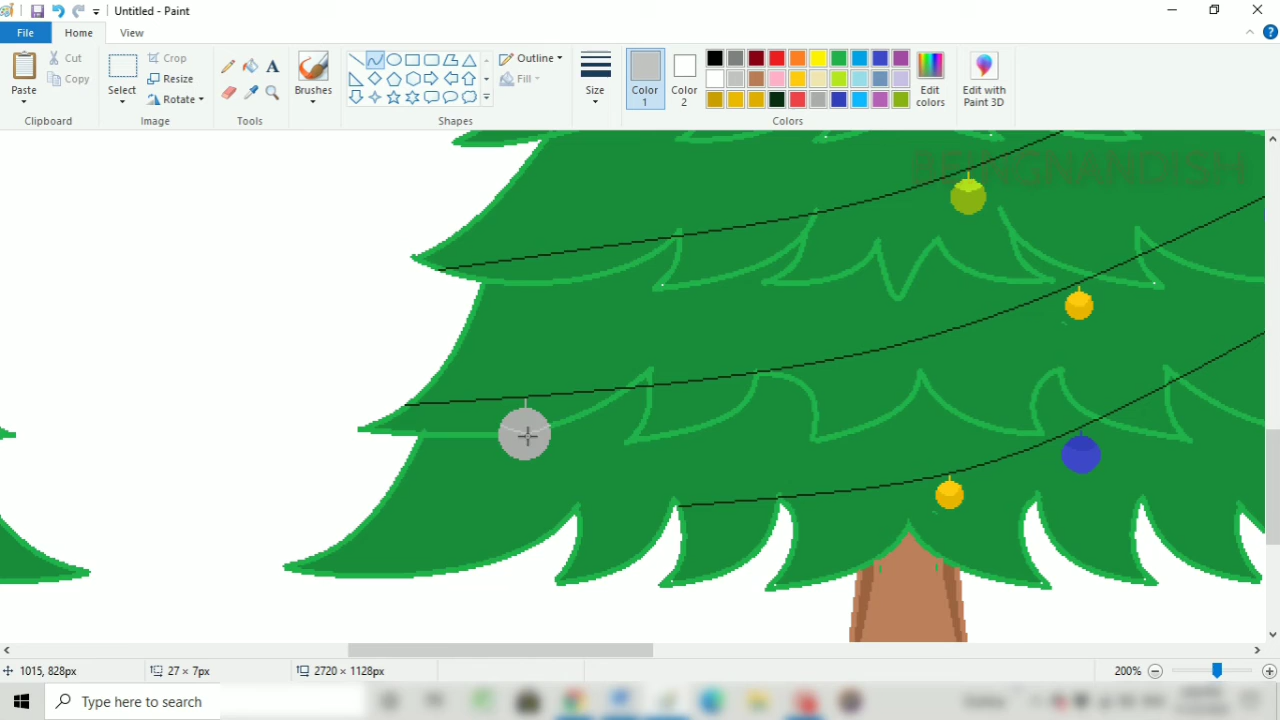 Untitled - Paint
File Home View
Cut Crop Outline
Paste Copy Select Resize Rotate A Brushes Fill Size Color 1 Color 2 Edit colors Edit with Paint 3D
Clipboard Image Tools Shapes Colors
BEINGNANDISH
1015, 828px 27 × 7px 2720 × 1128px 200%
Type here to search